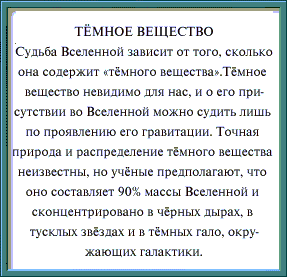 ТЁМНОЕ ВЕЩЕСТВО
Судьба Вселенной зависит от того, сколько
она содержит «тёмного вещества».Тёмное
вещество невидимо для нас, и о его при-
сутствии во Вселенной можно судить лишь
по проявлению его гравитации. Точная
природа и распределение тёмного вещества
неизвестны, но учёные предполагают, что
оно составляет 90% массы Вселенной и
сконцентрировано в чёрных дырах, в
тусклых звёздах и в тёмных гало, окру-
жающих галактики.